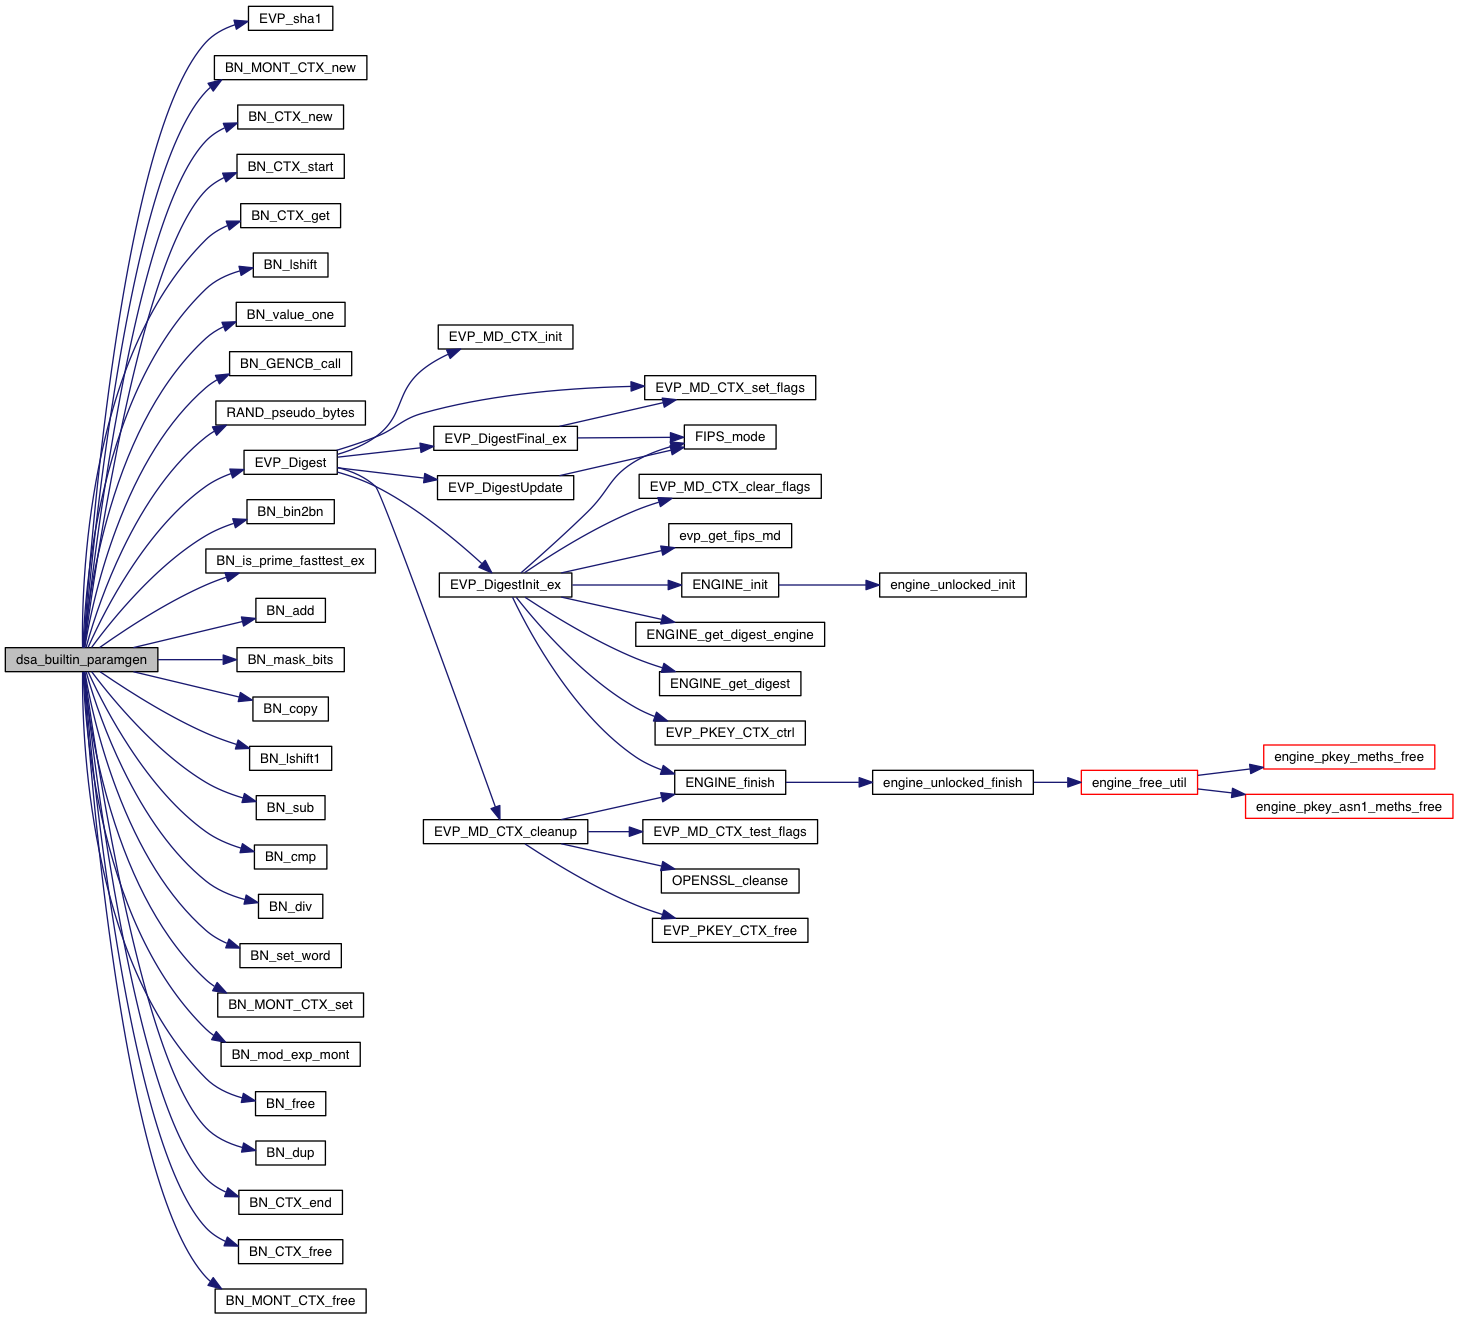 EVP_sha1
BN_MONT_CTX_new
BN_CTX_new
BN_CTX_start
BN_CTX_get
BN_lshift
BN_value_one
BN_GENCB_call
RAND_pseudo_bytes
EVP_Digest
BN_bin2bn
BN_is_prime_fasttest_ex
BN_add
dsa_builtin_paramgen
BN_mask_bits
BN_copy
BN_lshift1
BN_sub
BN_cmp
BN_div
BN_set_word
BN_MONT_CTX_set
BN_mod_exp_mont
BN_free
BN_dup
BN_CTX_end
BN_CTX_free
BN_MONT_CTX_free
EVP_MD_CTX_init
EVP_DigestFinal_ex
EVP_DigestUpdate
EVP_DigestInit_ex
EVP_MD_CTX_cleanup
EVP_MD_CTX_set_flags
FIPS_mode
EVP_MD_CTX_clear_flags
evp_get_fips_md
ENGINE_init
ENGINE_get_digest_engine
ENGINE_get_digest
EVP_PKEY_CTX_ctrl
ENGINE_finish
EVP_MD_CTX_test_flags
OPENSSL_cleanse
EVP_PKEY_CTX_free
engine_unlocked_init
engine_unlocked_finish
engine_free_util
engine_pkey_meths_free
engine_pkey_asn1_meths_free